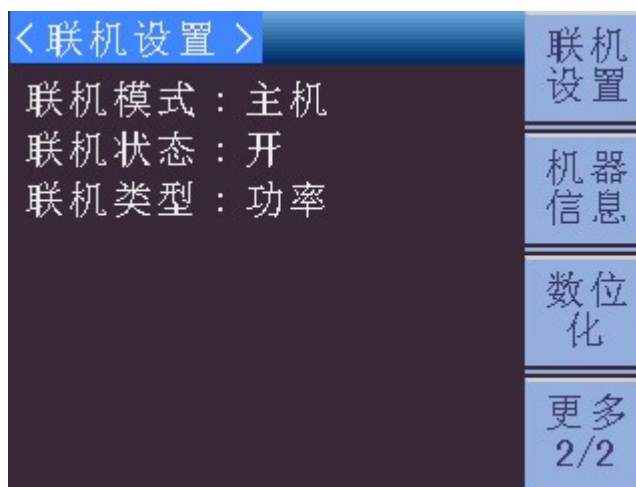 <联机设置>
联机模式:主机
联机状态:开
联机类型:功率
联机
设置
机器
信息
数位
化
更多
2/2